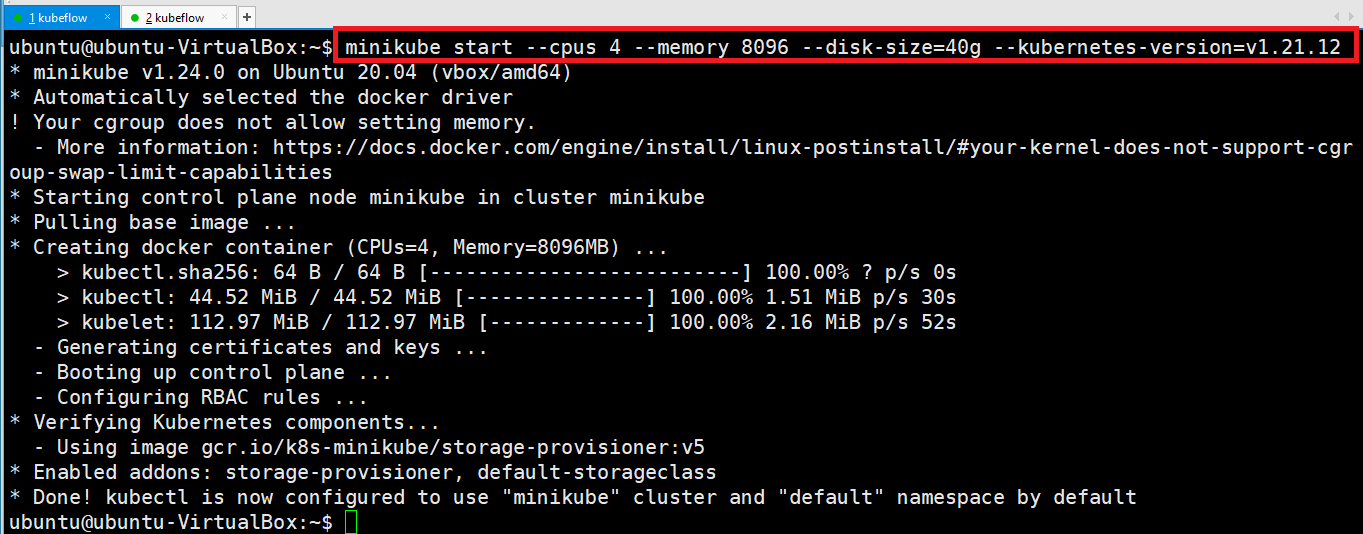 1 kubeflow × 2 kubeflow × +
ubuntu@ubuntu-VirtualBox:~$ minikube start --cpus 4 --memory 8096 --disk-size=40g --kubernetes-version=v1.21.12
* minikube v1.24.0 on Ubuntu 20.04 (vbox/amd64)
* Automatically selected the docker driver
! Your cgroup does not allow setting memory.
  - More information: https://docs.docker.com/engine/install/linux-postinstall/#your-kernel-does-not-support-cgr
oup-swap-limit-capabilities
* Starting control plane node minikube in cluster minikube
* Pulling base image ...
* Creating docker container (CPUs=4, Memory=8096MB) ...
    > kubectl.sha256: 64 B / 64 B [--------------------------] 100.00% ? p/s 0s
    > kubectl: 44.52 MiB / 44.52 MiB [---------------] 100.00% 1.51 MiB p/s 30s
    > kubelet: 112.97 MiB / 112.97 MiB [-------------] 100.00% 2.16 MiB p/s 52s
  - Generating certificates and keys ...
  - Booting up control plane ...
  - Configuring RBAC rules ...
* Verifying Kubernetes components...
  - Using image gcr.io/k8s-minikube/storage-provisioner:v5
* Enabled addons: storage-provisioner, default-storageclass
* Done! kubectl is now configured to use "minikube" cluster and "default" namespace by default
ubuntu@ubuntu-VirtualBox:~$